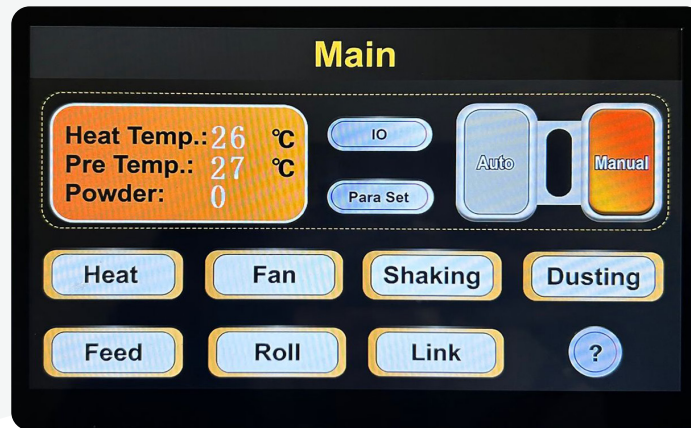 Main
Heat Temp.: 26 ℃
Pre Temp.: 27 ℃
Powder: 0
IO
Para Set
Auto
Manual
Heat
Fan
Shaking
Dusting
Feed
Roll
Link
?